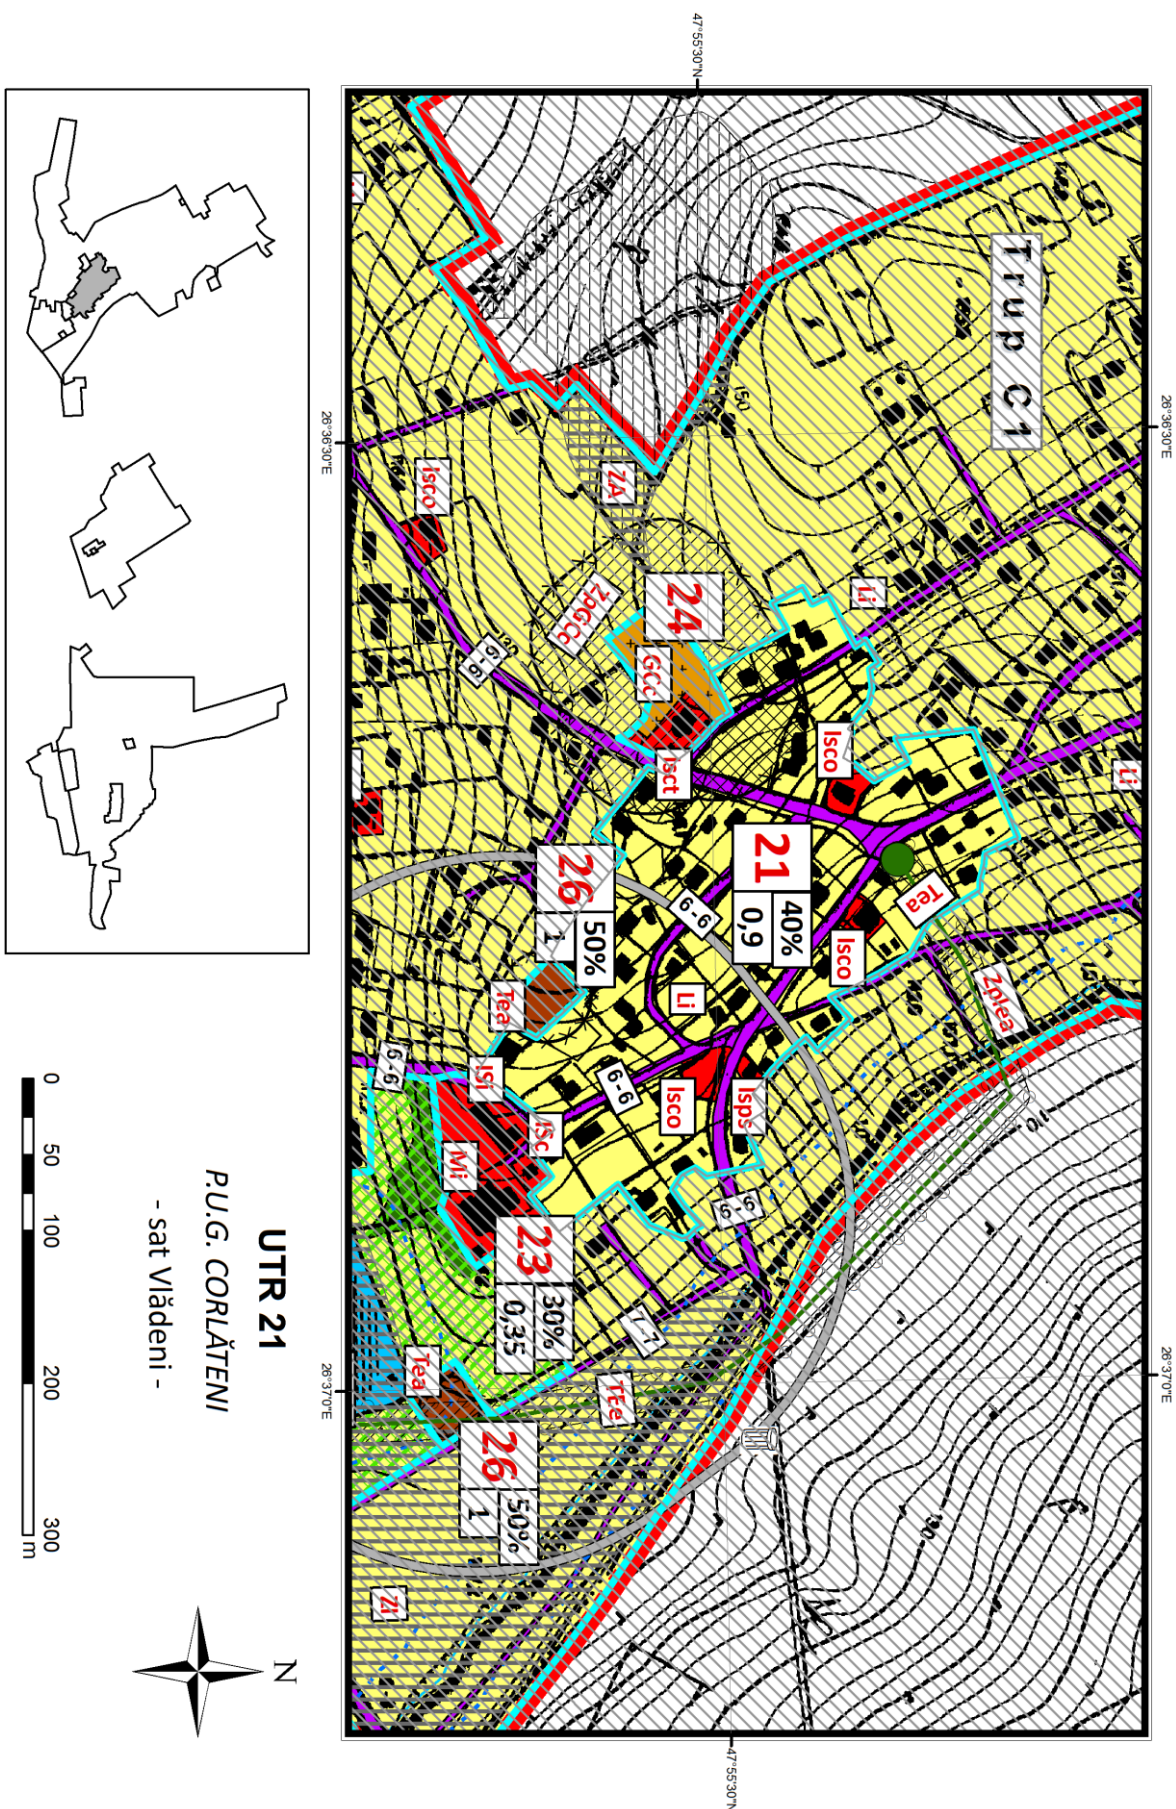 47°55'30"N
26°36'30"E
26°37'0"E
Trup C1
Li
Li
150
ZA
Isco
ZpGCc
24
GCc
6-6
Isct
Isco
21
40%
0,9
Tea
Isco
Zplea
26
50%
1
6-6
Li
Tea
Isco
Isps
ISi
6-6
ISc
6-6
Mi
6-6
23
30%
0,35
7-7
TEe
Tea
26
50%
1
Zi
26°36'30"E
26°37'0"E
47°55'30"N
UTR 21
P.U.G. CORLĂTENI
- sat Vlădeni -
0 50 100 200 300
m
N